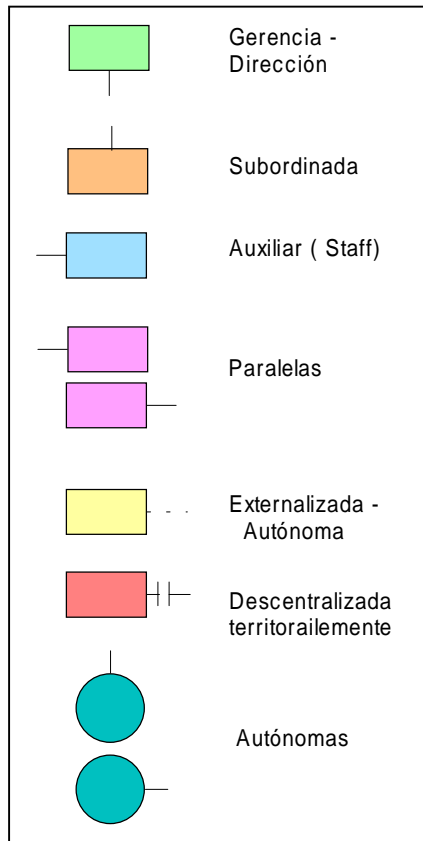 Gerencia -
Dirección
Subordinada
Auxiliar ( Staff)
Paralelas
Externalizada -
Autónoma
Descentralizada
territorailemente
Autónomas